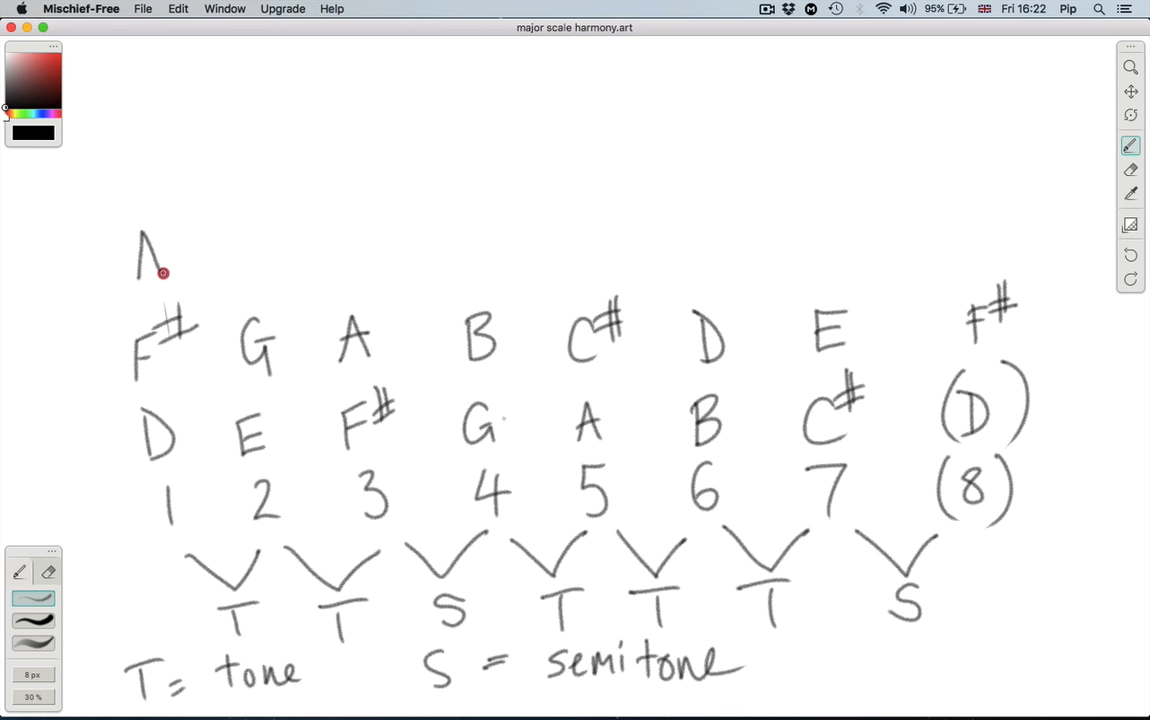 Mischief-Free File Edit Window Upgrade Help 95% Fri 16:22 Pip
major scale harmony.art
F# G A B C# D E F#
D E F# G A B C# (D)
1 2 3 4 5 6 7 (8)
T T S T T T S
T= tone S = semitone
8 px
30 %